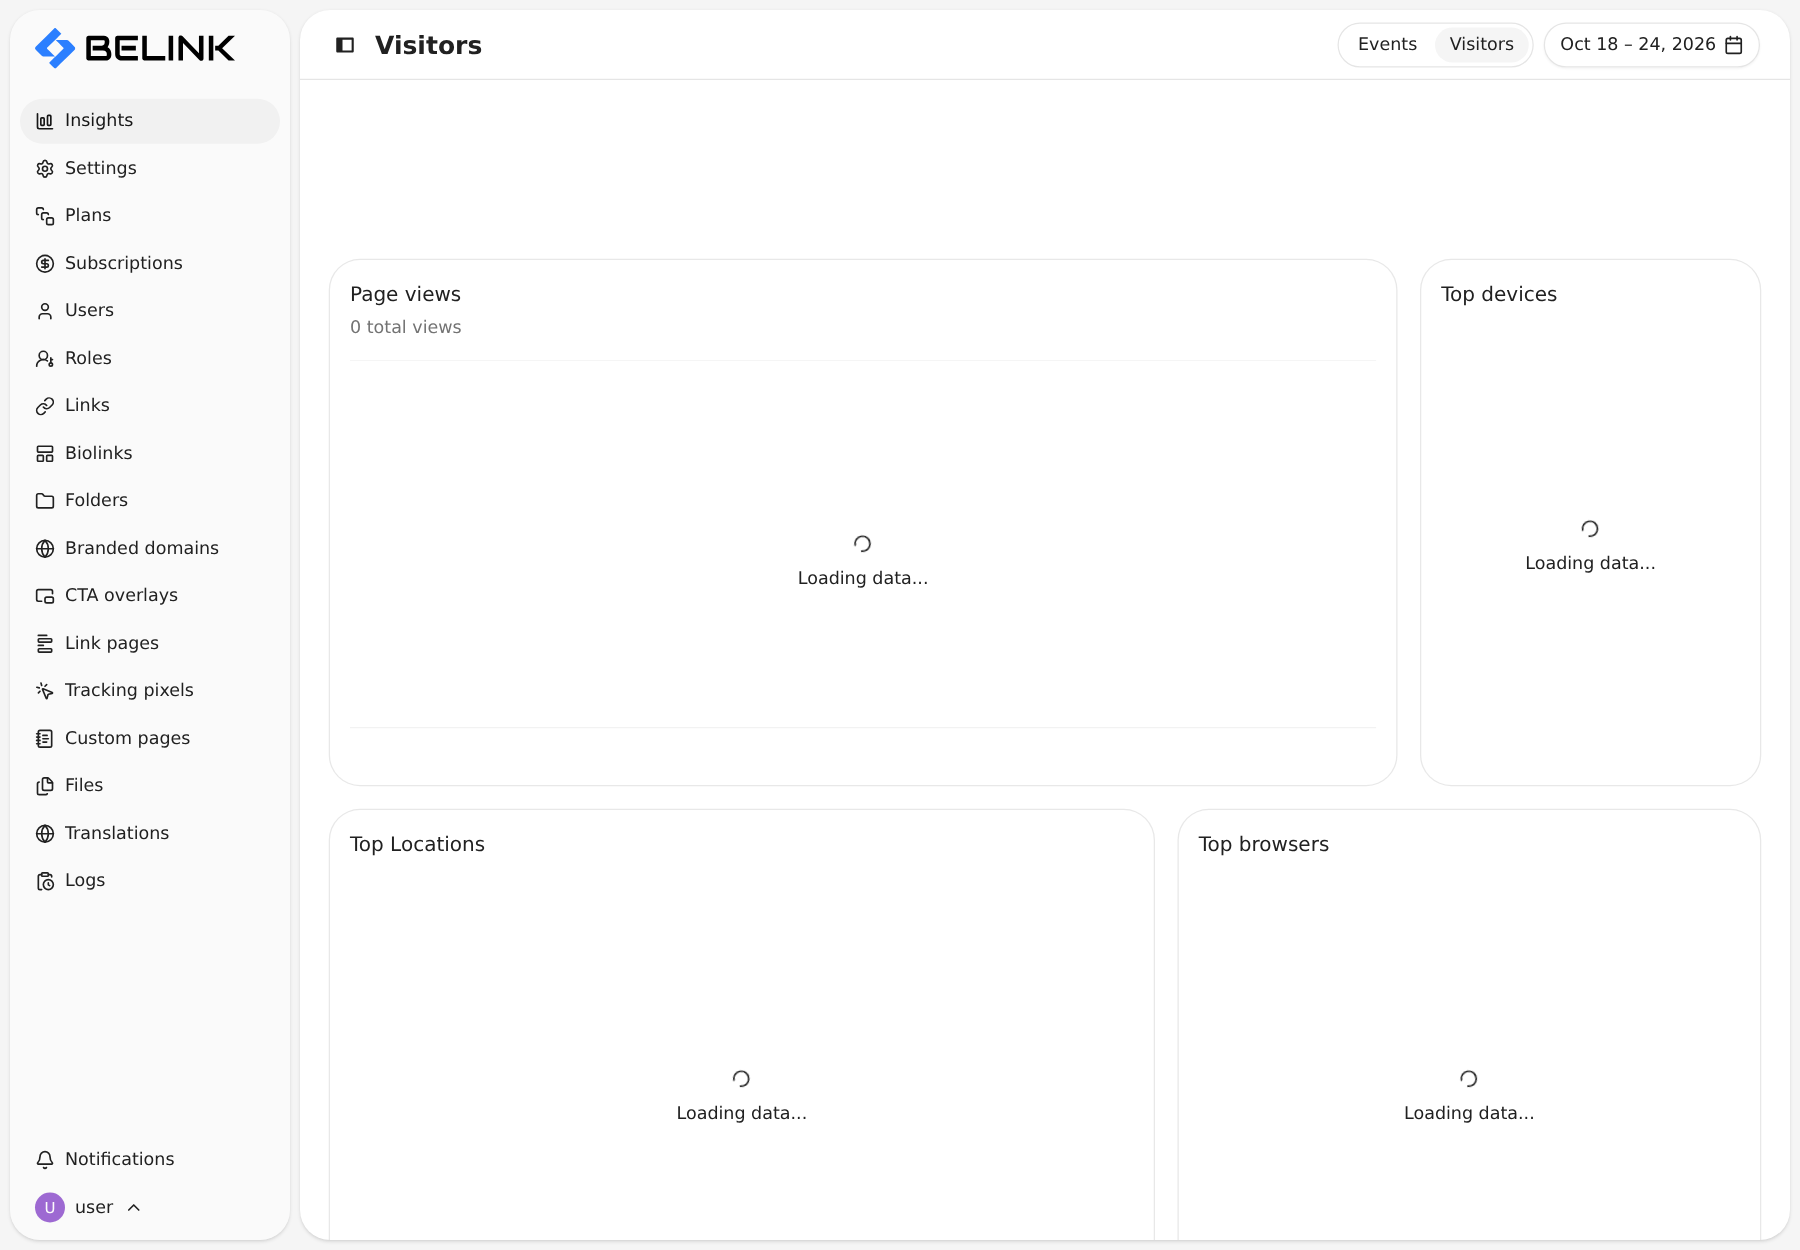 BELINK
Insights
Settings
Plans
Subscriptions
Users
Roles
Links
Biolinks
Folders
Branded domains
CTA overlays
Link pages
Tracking pixels
Custom pages
Files
Translations
Logs
Notifications
U user
Visitors
Events Visitors Oct 18 – 24, 2026
Page views
0 total views
Loading data...
Top devices
Loading data...
Top Locations
Loading data...
Top browsers
Loading data...